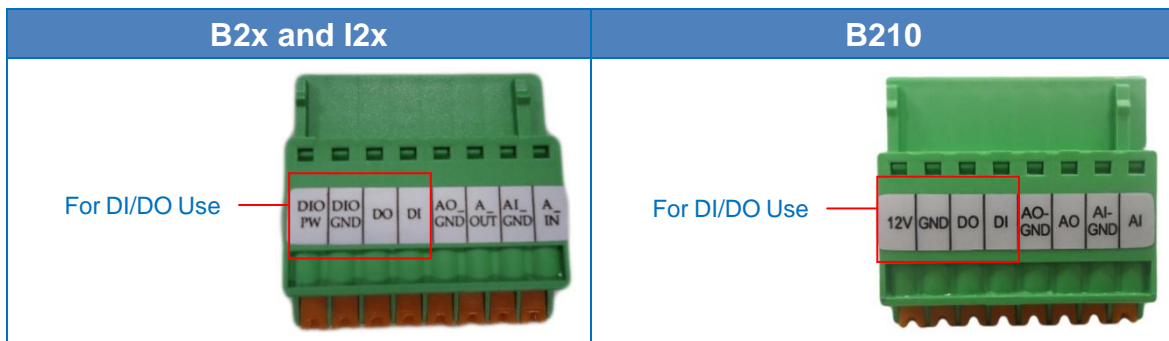 B2x and I2x
B210
For DI/DO Use
DIO PW
DIO GND
DO
DI
AO_ GND
A_ OUT
AI_ GND
A_ IN
For DI/DO Use
12V
GND
DO
DI
AO- GND
AO
AI- GND
AI